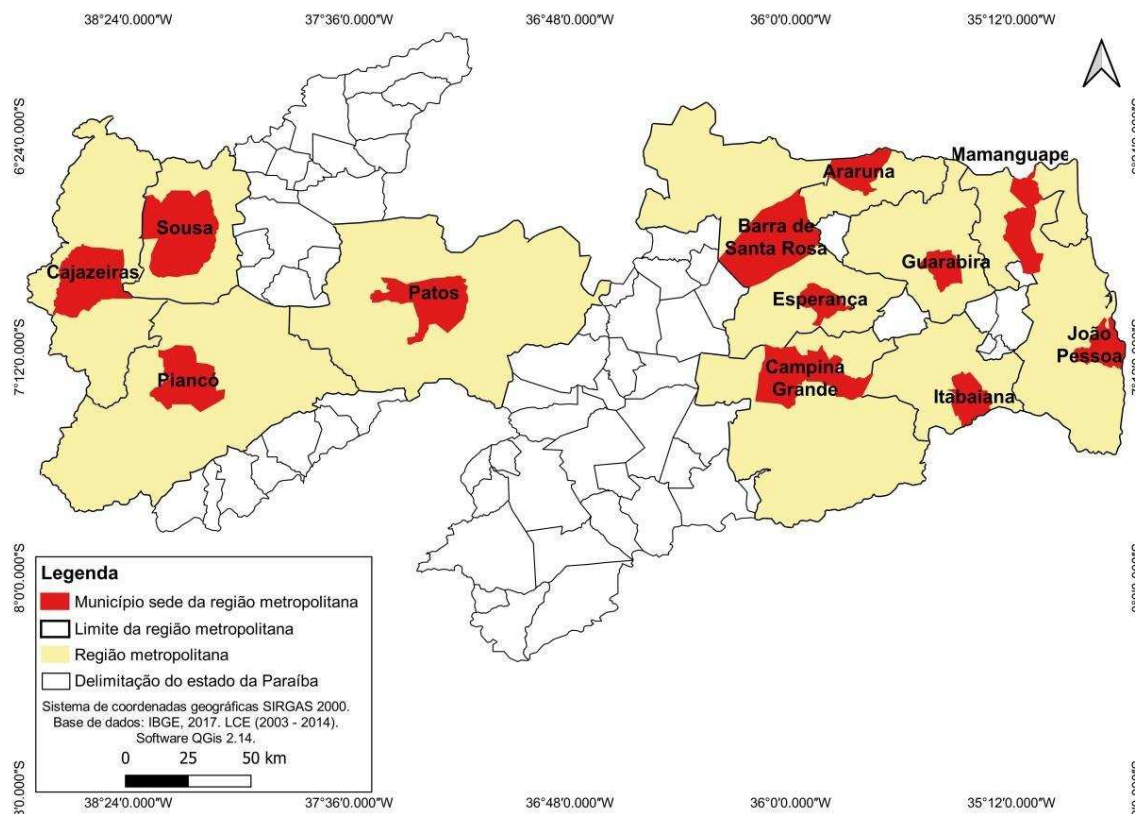 38°24'0.000"W 37°36'0.000"W 36°48'0.000"W 36°0'0.000"W 35°12'0.000"W
6°24'0.000"S
Mamanguape
Araruna
Sousa
Barra de
Santa Rosa
Cajazeiras
Guarabira
Patos
Esperança
João
Pessoa
7°12'0.000"S
Piancó
Campina
Grande
Itabaiana
8°0'0.000"S
8°0'0.000"S
Legenda
Município sede da região metropolitana
Limite da região metropolitana
Região metropolitana
Delimitação do estado da Paraíba
Sistema de coordenadas geográficas SIRGAS 2000.
Base de dados: IBGE, 2017. LCE (2003 - 2014).
Software QGis 2.14.
0 25 50 km
38°24'0.000"W 37°36'0.000"W 36°48'0.000"W 36°0'0.000"W 35°12'0.000"W